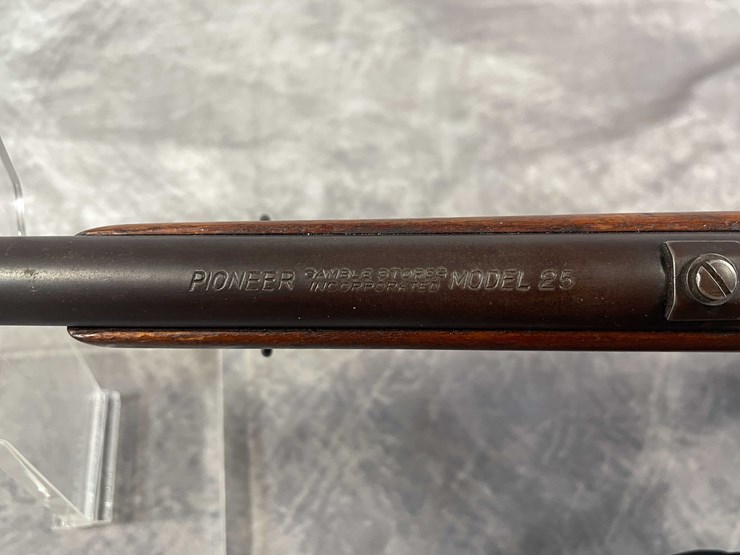 PIONEER GAMBLE STORES INCORPORATED MODEL 25